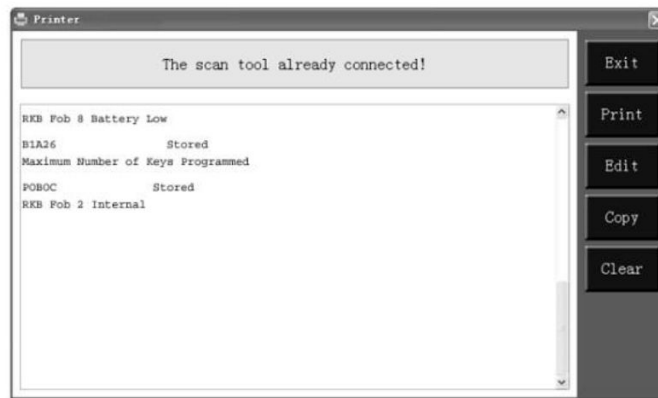 Printer
The scan tool already connected!
Exit
RKB Fob 8 Battery Low
Print
B1A26 Stored
Maximum Number of Keys Programmed
Edit
POBOC Stored
RKB Fob 2 Internal
Copy
Clear